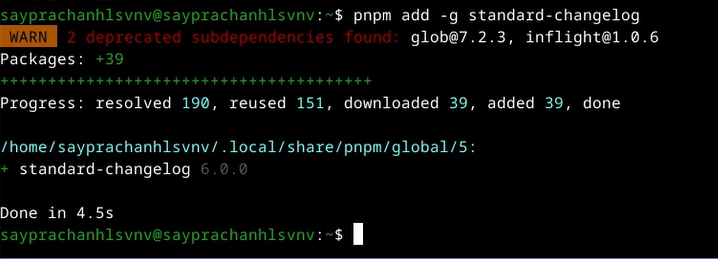 sayprachanhlsvnv@sayprachanhlsvnv:~$ pnpm add -g standard-changelog
WARN 2 deprecated subdependencies found: glob@7.2.3, inflight@1.0.6
Packages: +39
+++++++++++++++++++++++++++++++++++++++
Progress: resolved 190, reused 151, downloaded 39, added 39, done
/home/sayprachanhlsvnv/.local/share/pnpm/global/5:
+ standard-changelog 6.0.0
Done in 4.5s
sayprachanhlsvnv@sayprachanhlsvnv:~$